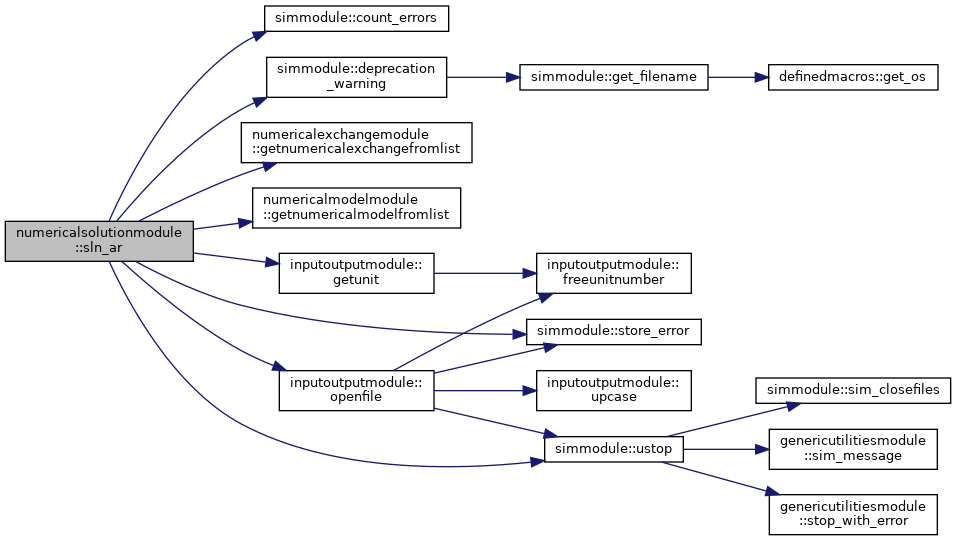 simmodule::count_errors
simmodule::deprecation
_warning
simmodule::get_filename
definedmacros::get_os
numericalexchangemodule
::getnumericalexchangefromlist
numericalmodelmodule
::getnumericalmodelfromlist
numericalsolutionmodule
::sln_ar
inputoutputmodule::
getunit
inputoutputmodule::
freeunitnumber
simmodule::store_error
inputoutputmodule::
openfile
inputoutputmodule::
upcase
simmodule::sim_closefiles
simmodule::ustop
genericutilitiesmodule
::sim_message
genericutilitiesmodule
::stop_with_error